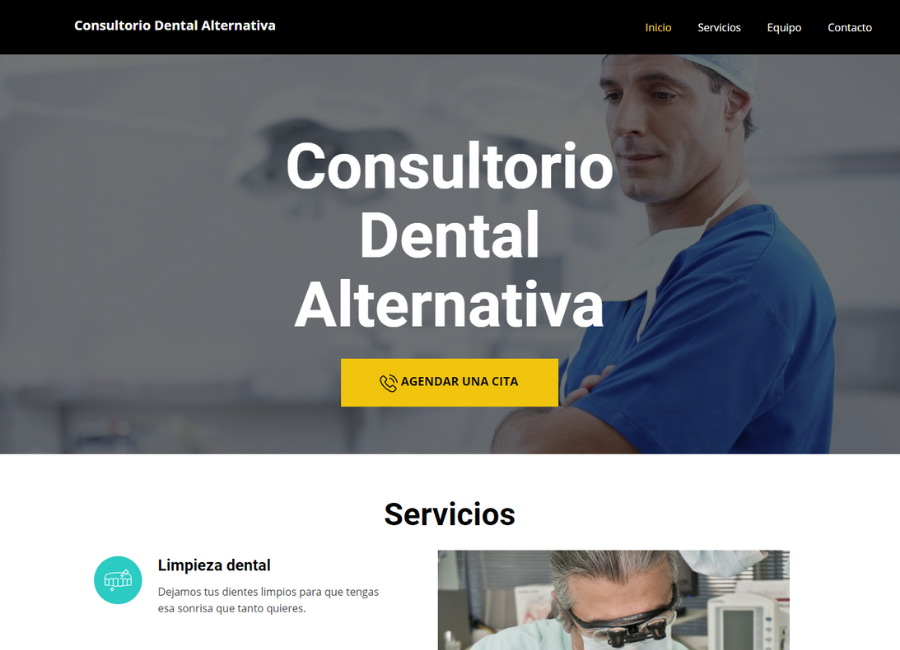 Consultorio Dental Alternativa
Inicio Servicios Equipo Contacto
Consultorio
Dental
Alternativa
AGENDAR UNA CITA
Servicios
Limpieza dental
Dejamos tus dientes limpios para que tengas
esa sonrisa que tanto quieres.